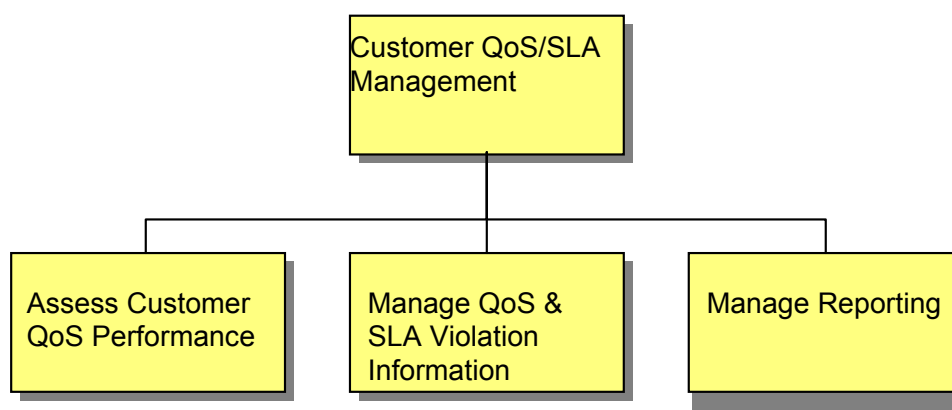 Customer QoS/SLA
Management
Assess Customer
QoS Performance
Manage QoS &
SLA Violation
Information
Manage Reporting